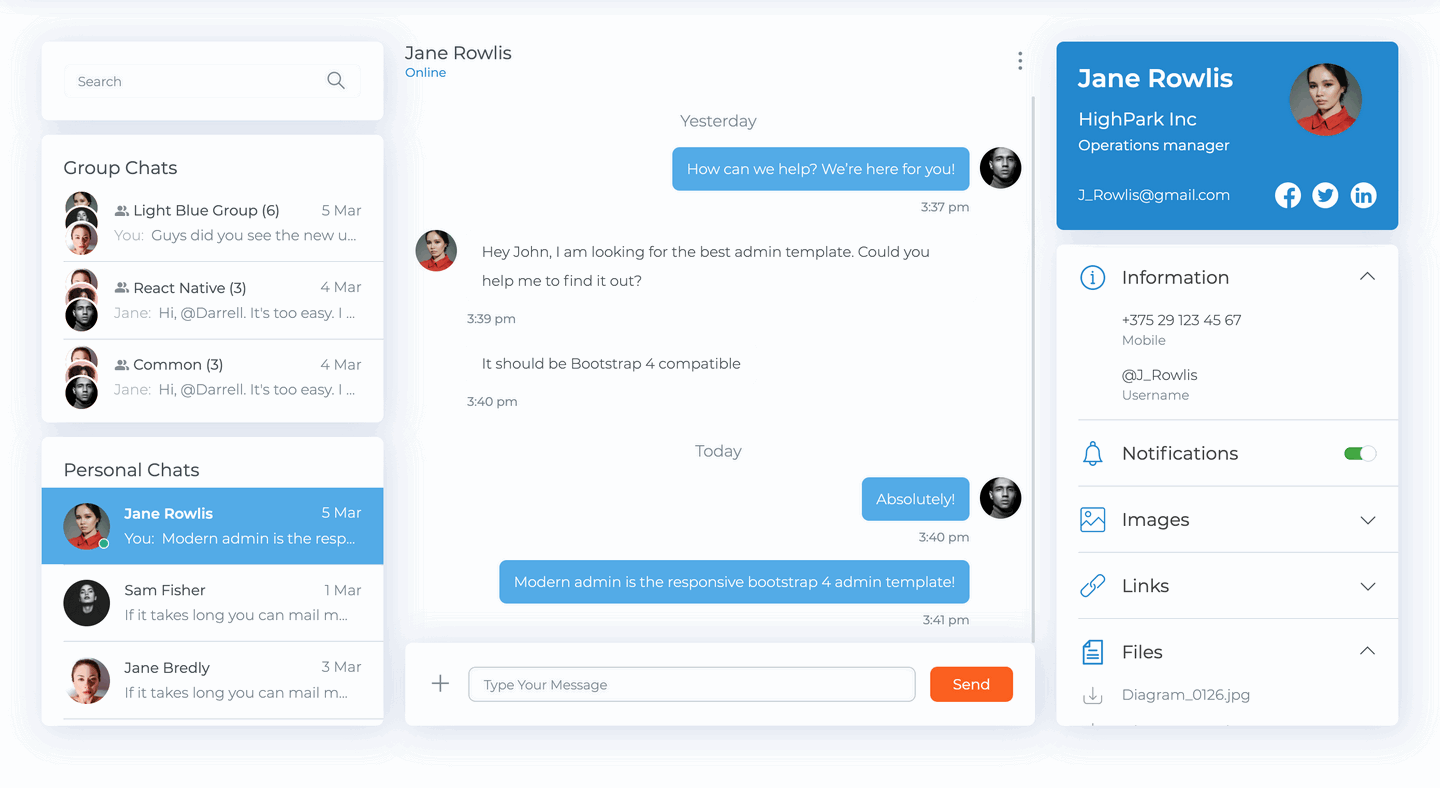 Search
Group Chats
Light Blue Group (6) 5 Mar
You: Guys did you see the new u...
React Native (3) 4 Mar
Jane: Hi, @Darrell. It's too easy. I ...
Common (3) 4 Mar
Jane: Hi, @Darrell. It's too easy. I ...
Personal Chats
Jane Rowlis 5 Mar
You: Modern admin is the resp...
Sam Fisher 1 Mar
If it takes long you can mail m...
Jane Bredly 3 Mar
If it takes long you can mail m...
Jane Rowlis
Online
Yesterday
How can we help? We’re here for you!
3:37 pm
Hey John, I am looking for the best admin template. Could you
help me to find it out?
3:39 pm
It should be Bootstrap 4 compatible
3:40 pm
Today
Absolutely!
3:40 pm
Modern admin is the responsive bootstrap 4 admin template!
3:41 pm
Type Your Message
Send
Jane Rowlis
HighPark Inc
Operations manager
J_Rowlis@gmail.com
Information
+375 29 123 45 67
Mobile
@J_Rowlis
Username
Notifications
Images
Links
Files
Diagram_0126.jpg